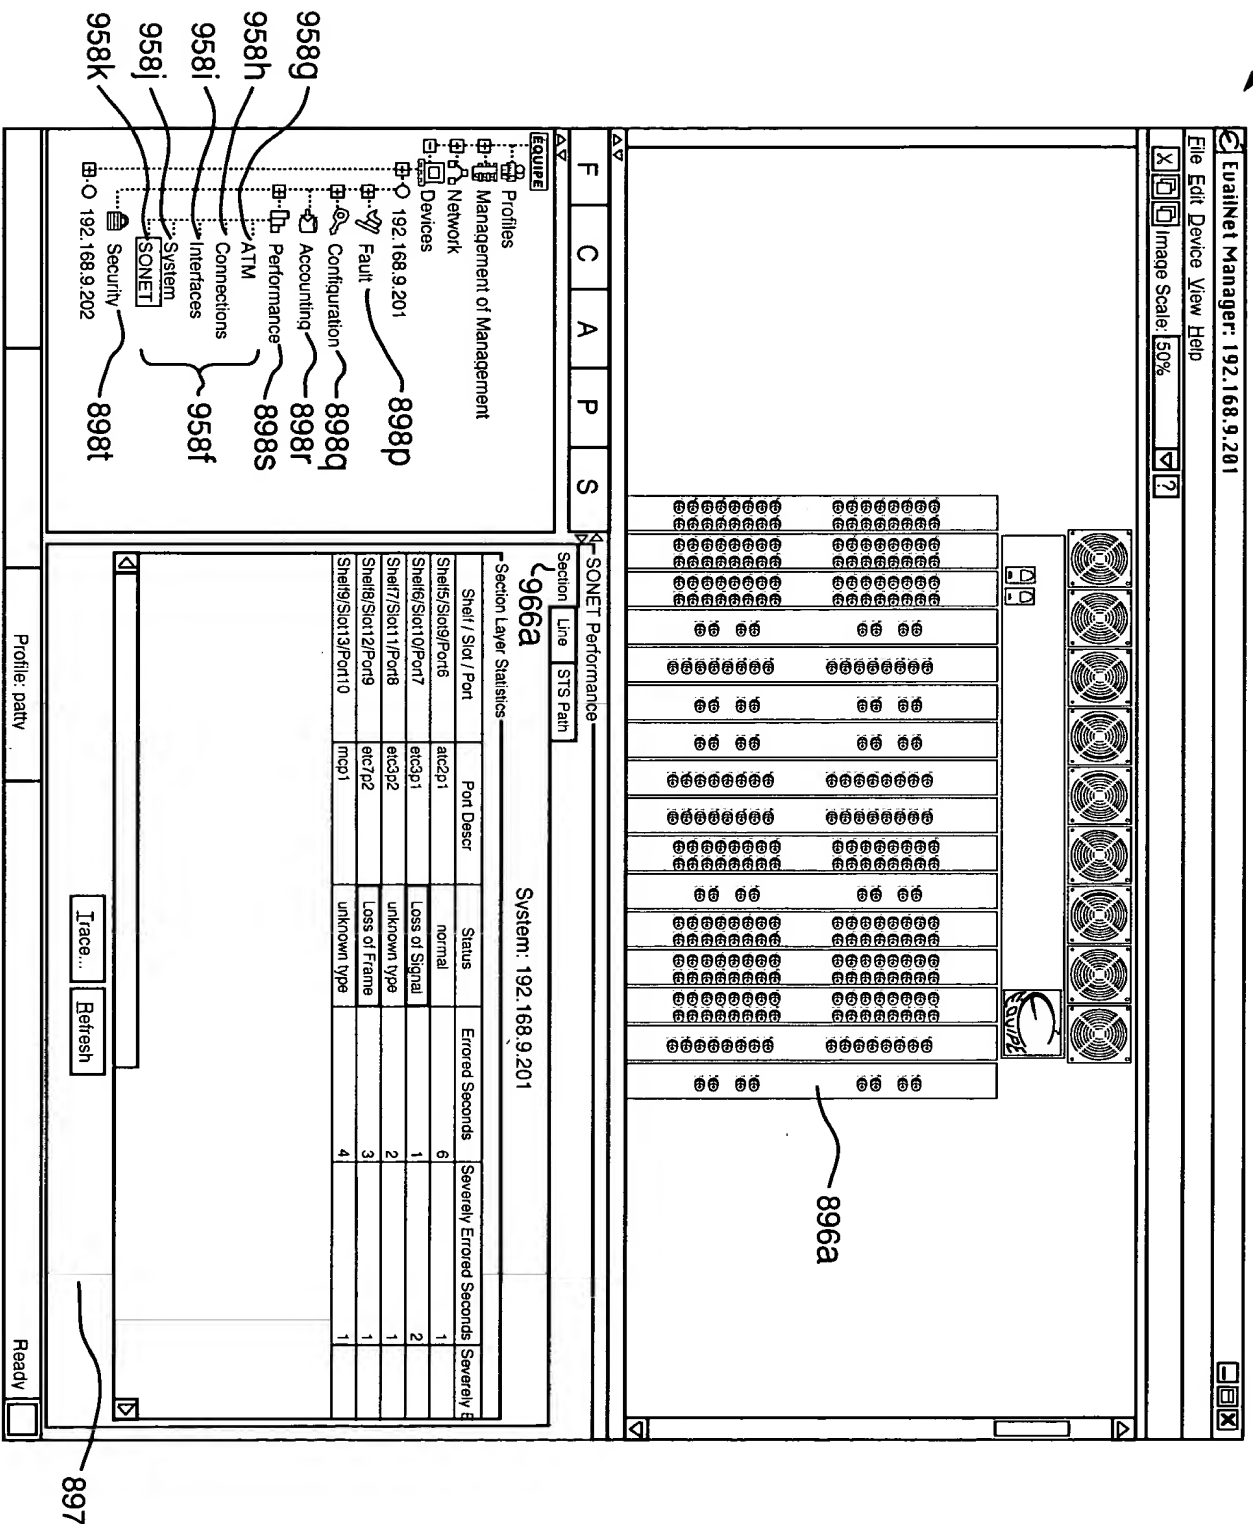 EvailNet Manager: 192.168.9.201
File Edit Device View Help
Image Scale: 50% ?
EQUIPE
896a
F C A P S
EQUIPE
Profiles
Management of Management
Network
Devices
192.168.9.201
Fault
Configuration
Accounting
Performance
ATM
Connections
Interfaces
System
SONET
Security
192.168.9.202
898p
898q
898r
898s
958f
898t
958g
958h
958i
958j
958k
SONET Performance
Section Line STS Path
966a
System: 192.168.9.201
Section Layer Statistics
Shelf / Slot / Port Port Descr Status Errored Seconds Severely Errored Seconds Severely E
Shelf5/Slot9/Port6 atc2p1 normal 6 1
Shelf6/Slot10/Port7 etc3p1 Loss of Signal 1 2
Shelf7/Slot11/Port8 etc3p2 unknown type 2 1
Shelf8/Slot12/Port9 etc7p2 Loss of Frame 3 1
Shelf9/Slot13/Port10 mcp1 unknown type 4 1
Trace... Refresh
897
Profile: patty Ready